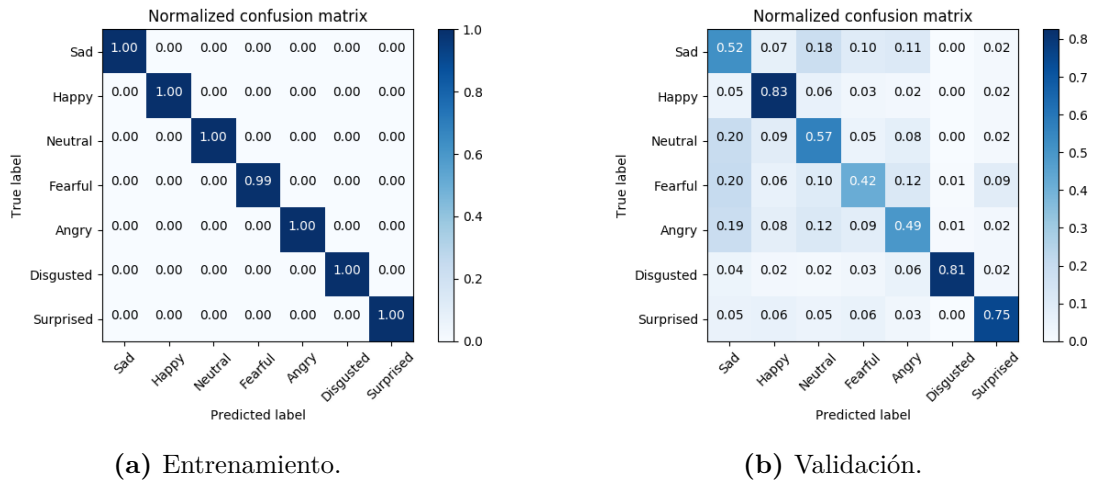 Normalized confusion matrix
Sad 1.00 0.00 0.00 0.00 0.00 0.00 0.00
Happy 0.00 1.00 0.00 0.00 0.00 0.00 0.00
Neutral 0.00 0.00 1.00 0.00 0.00 0.00 0.00
Fearful 0.00 0.00 0.00 0.99 0.00 0.00 0.00
Angry 0.00 0.00 0.00 0.00 1.00 0.00 0.00
Disgusted 0.00 0.00 0.00 0.00 0.00 1.00 0.00
Surprised 0.00 0.00 0.00 0.00 0.00 0.00 1.00
True label
Sad Happy Neutral Fearful Angry Disgusted Surprised
Predicted label
1.0
0.8
0.6
0.4
0.2
0.0
(a) Entrenamiento.
Normalized confusion matrix
Sad 0.52 0.07 0.18 0.10 0.11 0.00 0.02
Happy 0.05 0.83 0.06 0.03 0.02 0.00 0.02
Neutral 0.20 0.09 0.57 0.05 0.08 0.00 0.02
Fearful 0.20 0.06 0.10 0.42 0.12 0.01 0.09
Angry 0.19 0.08 0.12 0.09 0.49 0.01 0.02
Disgusted 0.04 0.02 0.02 0.03 0.06 0.81 0.02
Surprised 0.05 0.06 0.05 0.06 0.03 0.00 0.75
True label
Sad Happy Neutral Fearful Angry Disgusted Surprised
Predicted label
0.8
0.7
0.6
0.5
0.4
0.3
0.2
0.1
0.0
(b) Validación.